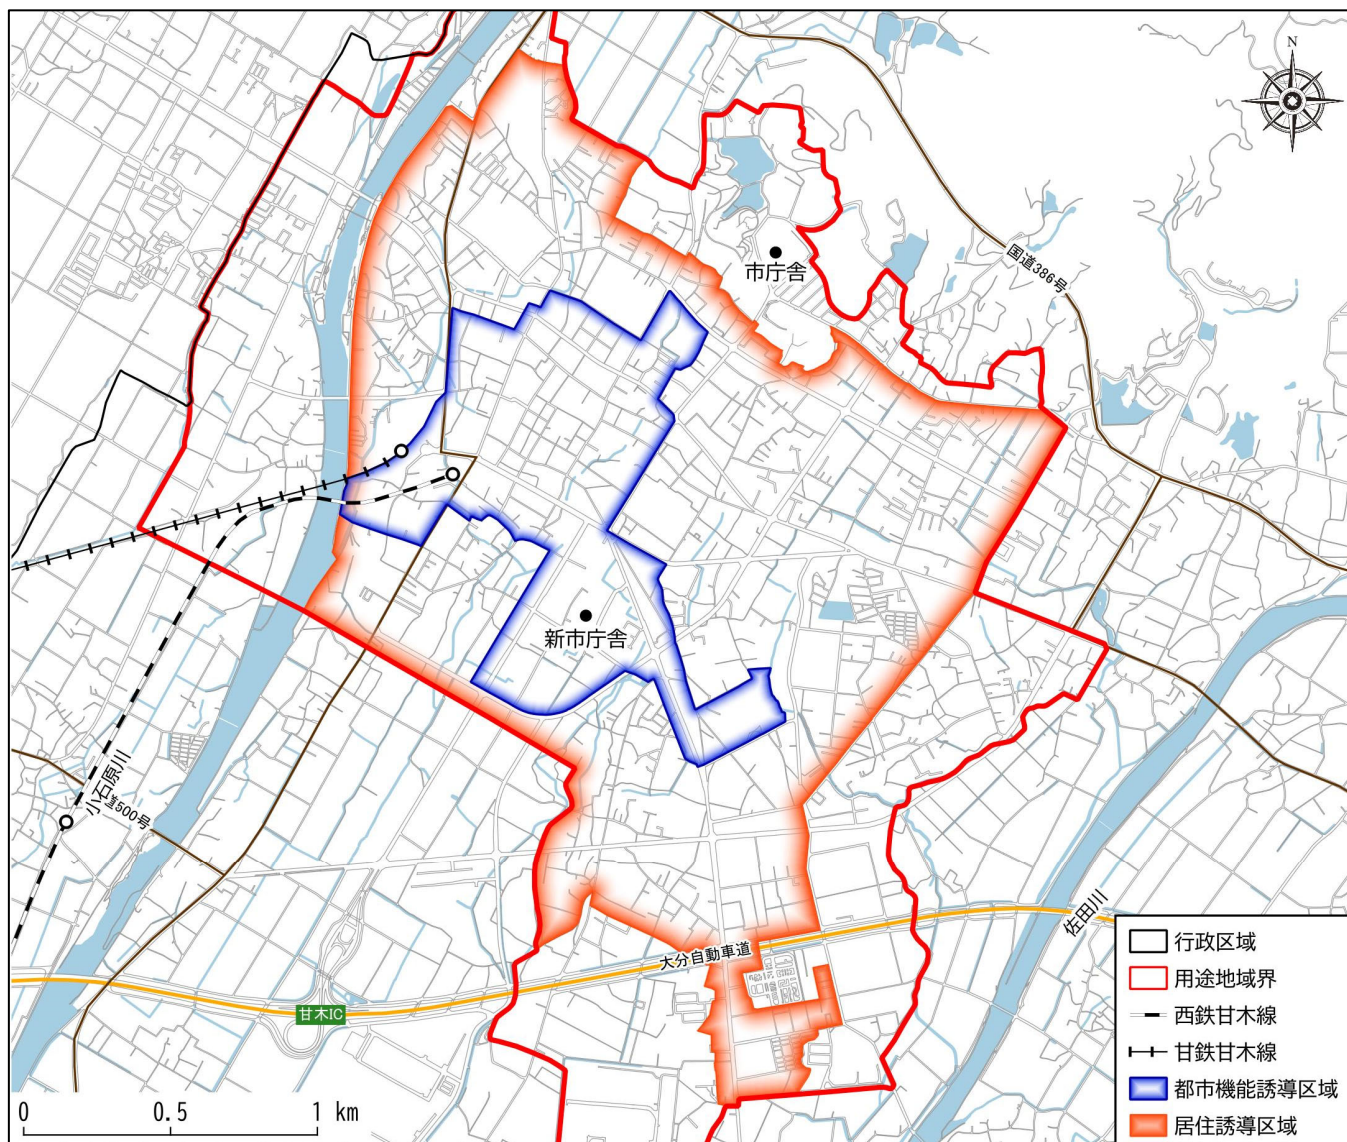 N
国道386号
市庁舎
新市庁舎
小石原川
道500号
佐田川
大分自動車道
甘木IC
行政区域
用途地域界
西鉄甘木線
甘鉄甘木線
都市機能誘導区域
居住誘導区域
0 0.5 1 km